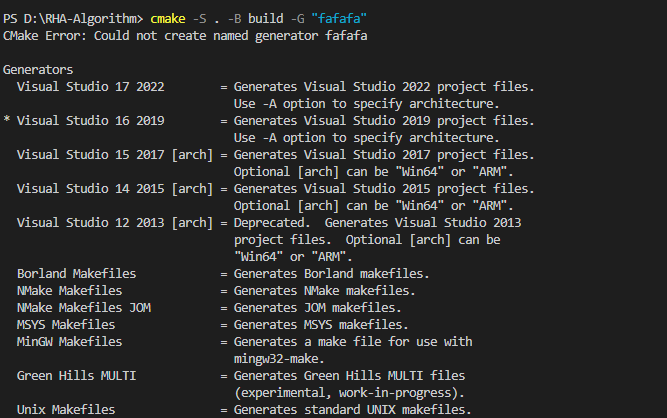 PS D:\RHA-Algorithm> cmake -S . -B build -G "fafafa"
CMake Error: Could not create named generator fafafa

Generators
  Visual Studio 17 2022        = Generates Visual Studio 2022 project files.
                                 Use -A option to specify architecture.
* Visual Studio 16 2019        = Generates Visual Studio 2019 project files.
                                 Use -A option to specify architecture.
  Visual Studio 15 2017 [arch] = Generates Visual Studio 2017 project files.
                                 Optional [arch] can be "Win64" or "ARM".
  Visual Studio 14 2015 [arch] = Generates Visual Studio 2015 project files.
                                 Optional [arch] can be "Win64" or "ARM".
  Visual Studio 12 2013 [arch] = Deprecated.  Generates Visual Studio 2013
                                 project files.  Optional [arch] can be
                                 "Win64" or "ARM".
  Borland Makefiles            = Generates Borland makefiles.
  NMake Makefiles              = Generates NMake makefiles.
  NMake Makefiles JOM          = Generates JOM makefiles.
  MSYS Makefiles               = Generates MSYS makefiles.
  MinGW Makefiles              = Generates a make file for use with
                                 mingw32-make.
  Green Hills MULTI            = Generates Green Hills MULTI files
                                 (experimental, work-in-progress).
  Unix Makefiles               = Generates standard UNIX makefiles.